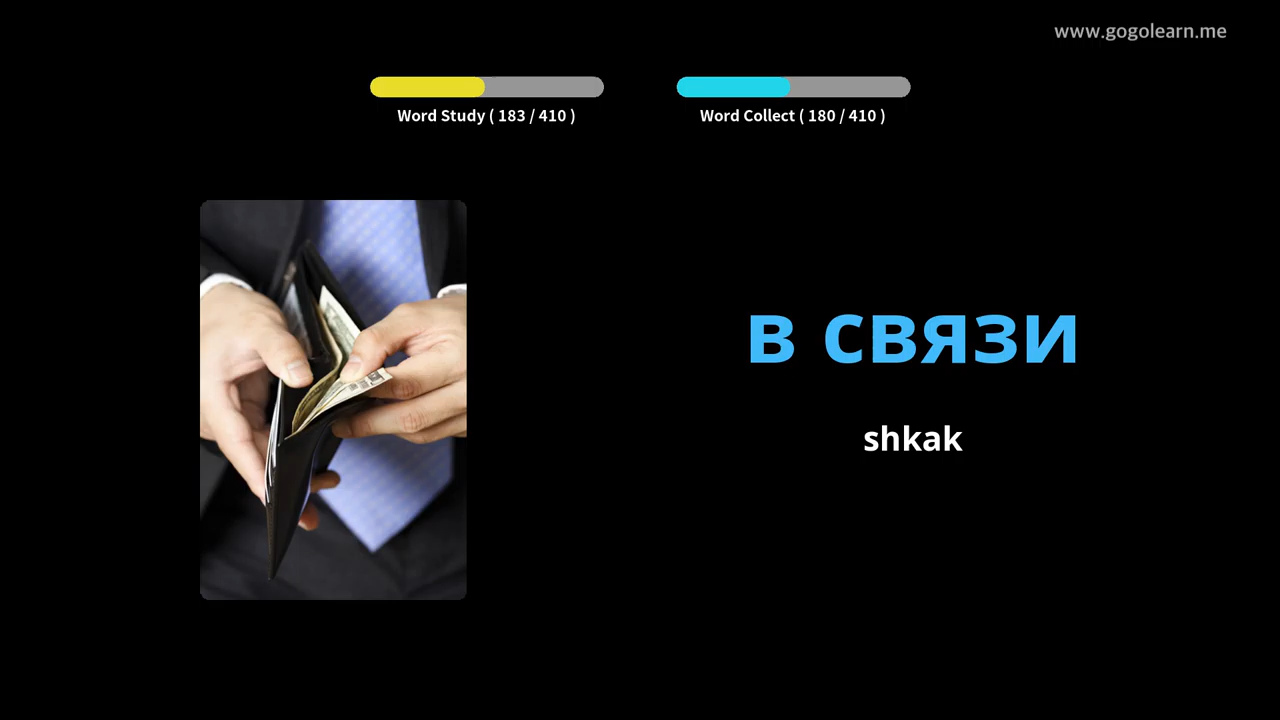 www.gogolearn.me
Word Study ( 183 / 410 )
Word Collect ( 180 / 410 )
в связи
shkak